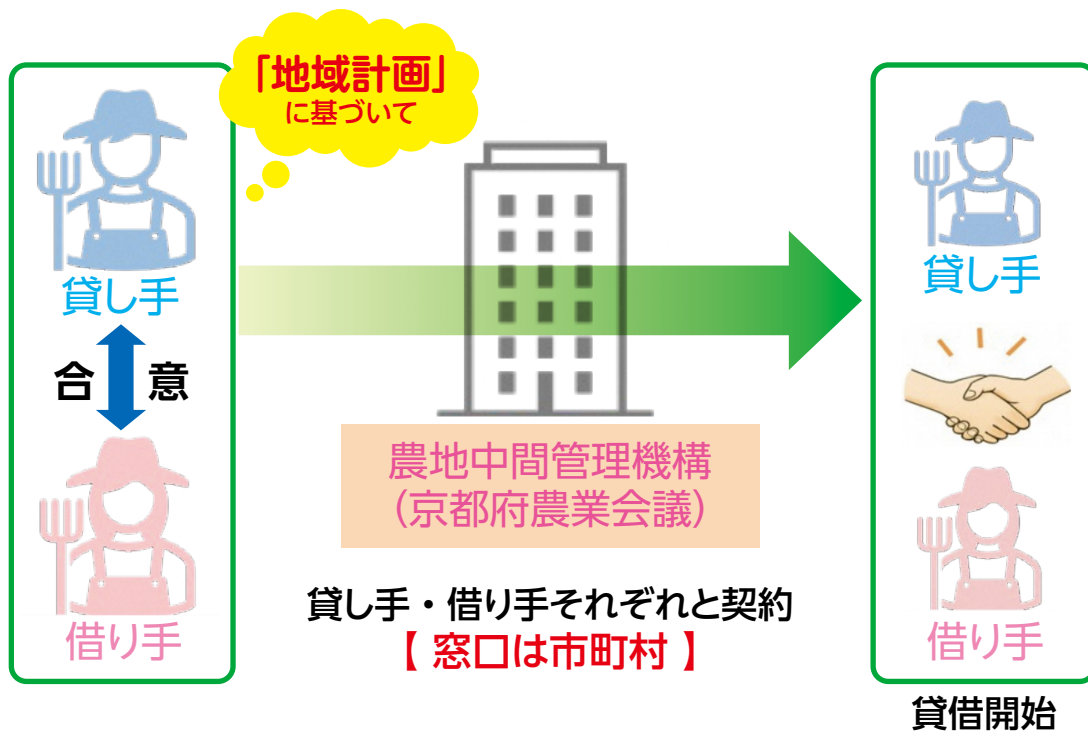 「地域計画」
に基づいて
貸し手
合意
借り手
農地中間管理機構
（京都府農業会議）
貸し手・借り手それぞれと契約
【 窓口は市町村 】
貸し手
借り手
貸借開始